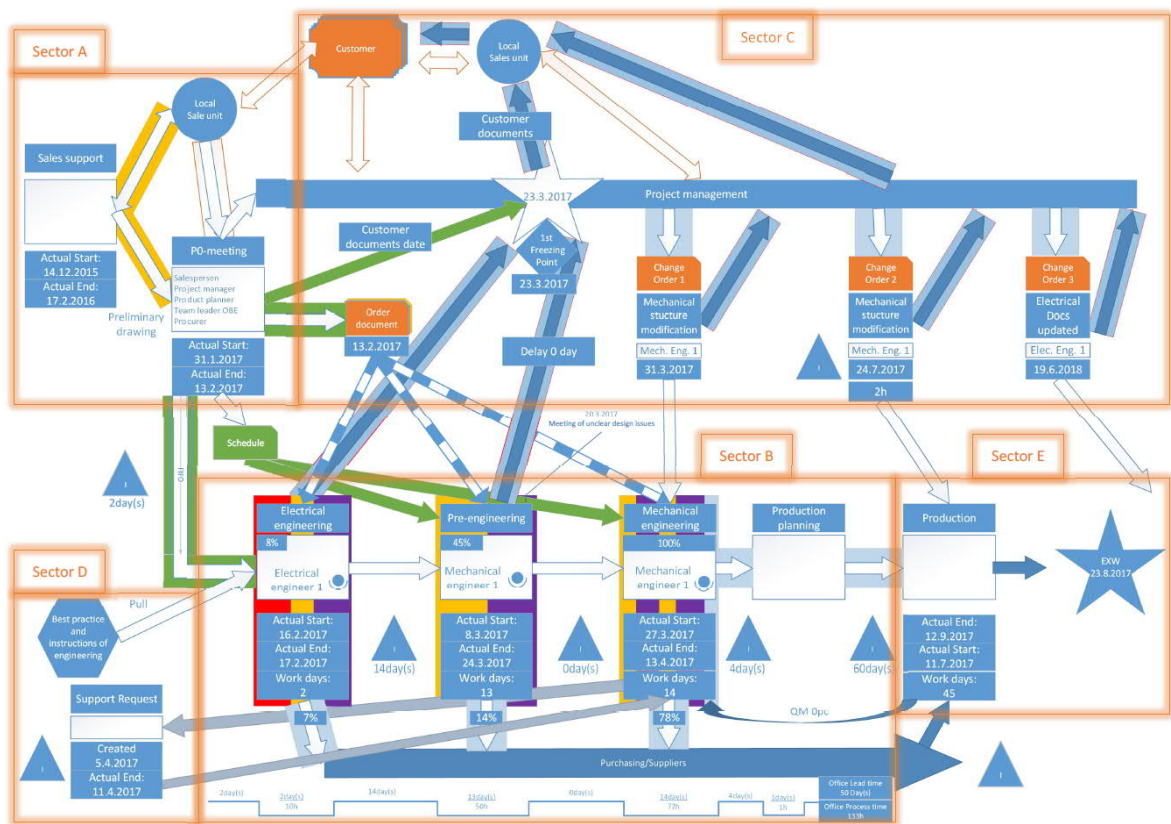 Sector A
Customer
Local
Sales unit
Sector C
Local
Sale unit
Customer
documents
Sales support
23.3.2017
Project management
Customer
documents date
1st
Freezing
Point
23.3.2017
P0-meeting
Salesperson
Project manager
Product planner
Team leader OBE
Procurer
Actual Start:
14.12.2015
Actual End:
17.2.2016
Preliminary
drawing
Order
document
13.2.2017
Actual Start:
31.1.2017
Actual End:
13.2.2017
Delay 0 day
Change
Order 1
Mechanical
stucture
modification
Mech. Eng. 1
31.3.2017
Change
Order 2
Mechanical
stucture
modification
Mech. Eng. 1
24.7.2017
2h
I
Change
Order 3
Electrical
Docs
updated
Elec. Eng. 1
19.6.2018
20.3.2017
Meeting of unclear design issues
Schedule
Sector B
Sector E
I
2day(s)
Electrical
engineering
8%
Electrical
engineer 1
Actual Start:
16.2.2017
Actual End:
17.2.2017
Work days:
2
7%
I
14day(s)
Pre-engineering
45%
Mechanical
engineer 1
Actual Start:
8.3.2017
Actual End:
24.3.2017
Work days:
13
14%
I
0day(s)
Mechanical
engineering
100%
Mechanical
engineer 1
Actual Start:
27.3.2017
Actual End:
13.4.2017
Work days:
14
78%
I
4day(s)
Production
planning
I
60day(s)
Production
Actual End:
12.9.2017
Actual Start:
11.7.2017
Work days:
45
EXW
23.8.2017
QM 0pc
Sector D
Pull
Best practice
and
instructions of
engineering
Support Request
Created
5.4.2017
Actual End:
11.4.2017
I
Purchasing/Suppliers
I
2day(s)
2day(s)
10h
14day(s)
13day(s)
50h
0day(s)
14day(s)
72h
4day(s)
1day(s)
1h
Office Lead time
50 Day(s)
Office Process time
133h